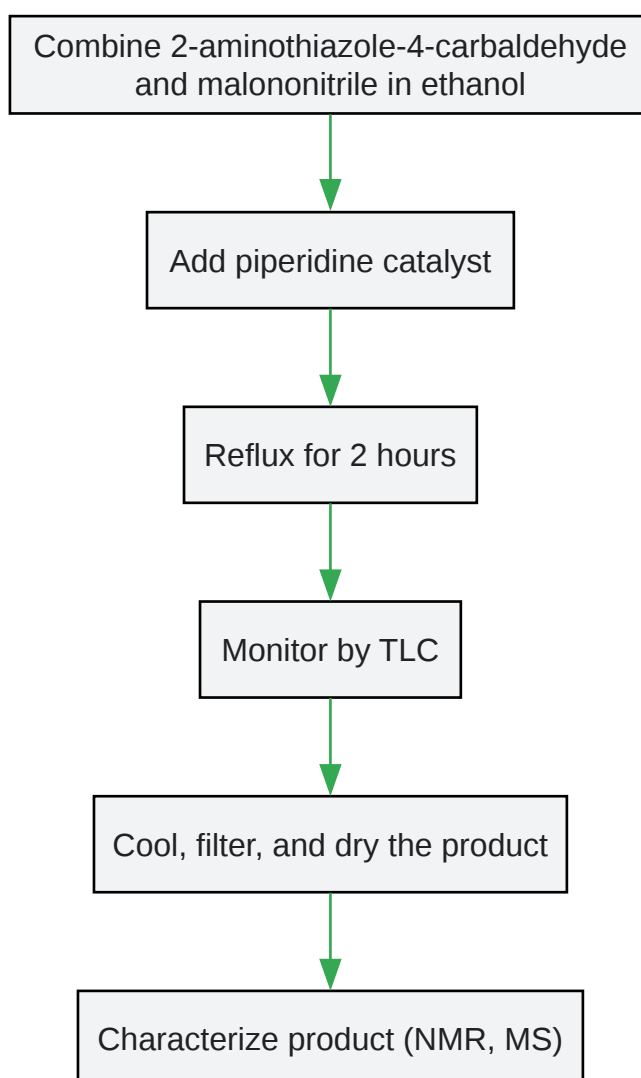 Combine 2-aminothiazole-4-carbaldehyde
and malononitrile in ethanol
Add piperidine catalyst
Reflux for 2 hours
Monitor by TLC
Cool, filter, and dry the product
Characterize product (NMR, MS)